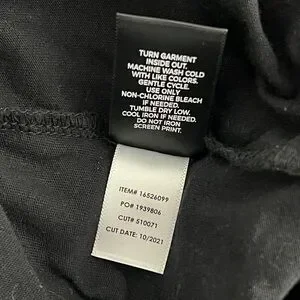 TURN GARMENT
INSIDE OUT.
MACHINE WASH COLD
WITH LIKE COLORS.
GENTLE CYCLE.
USE ONLY
NON-CHLORINE BLEACH
IF NEEDED.
TUMBLE DRY LOW.
COOL IRON IF NEEDED.
DO NOT IRON
SCREEN PRINT.
ITEM# 16526099
PO# 1939806
CUT# 510071
CUT DATE: 10/2021